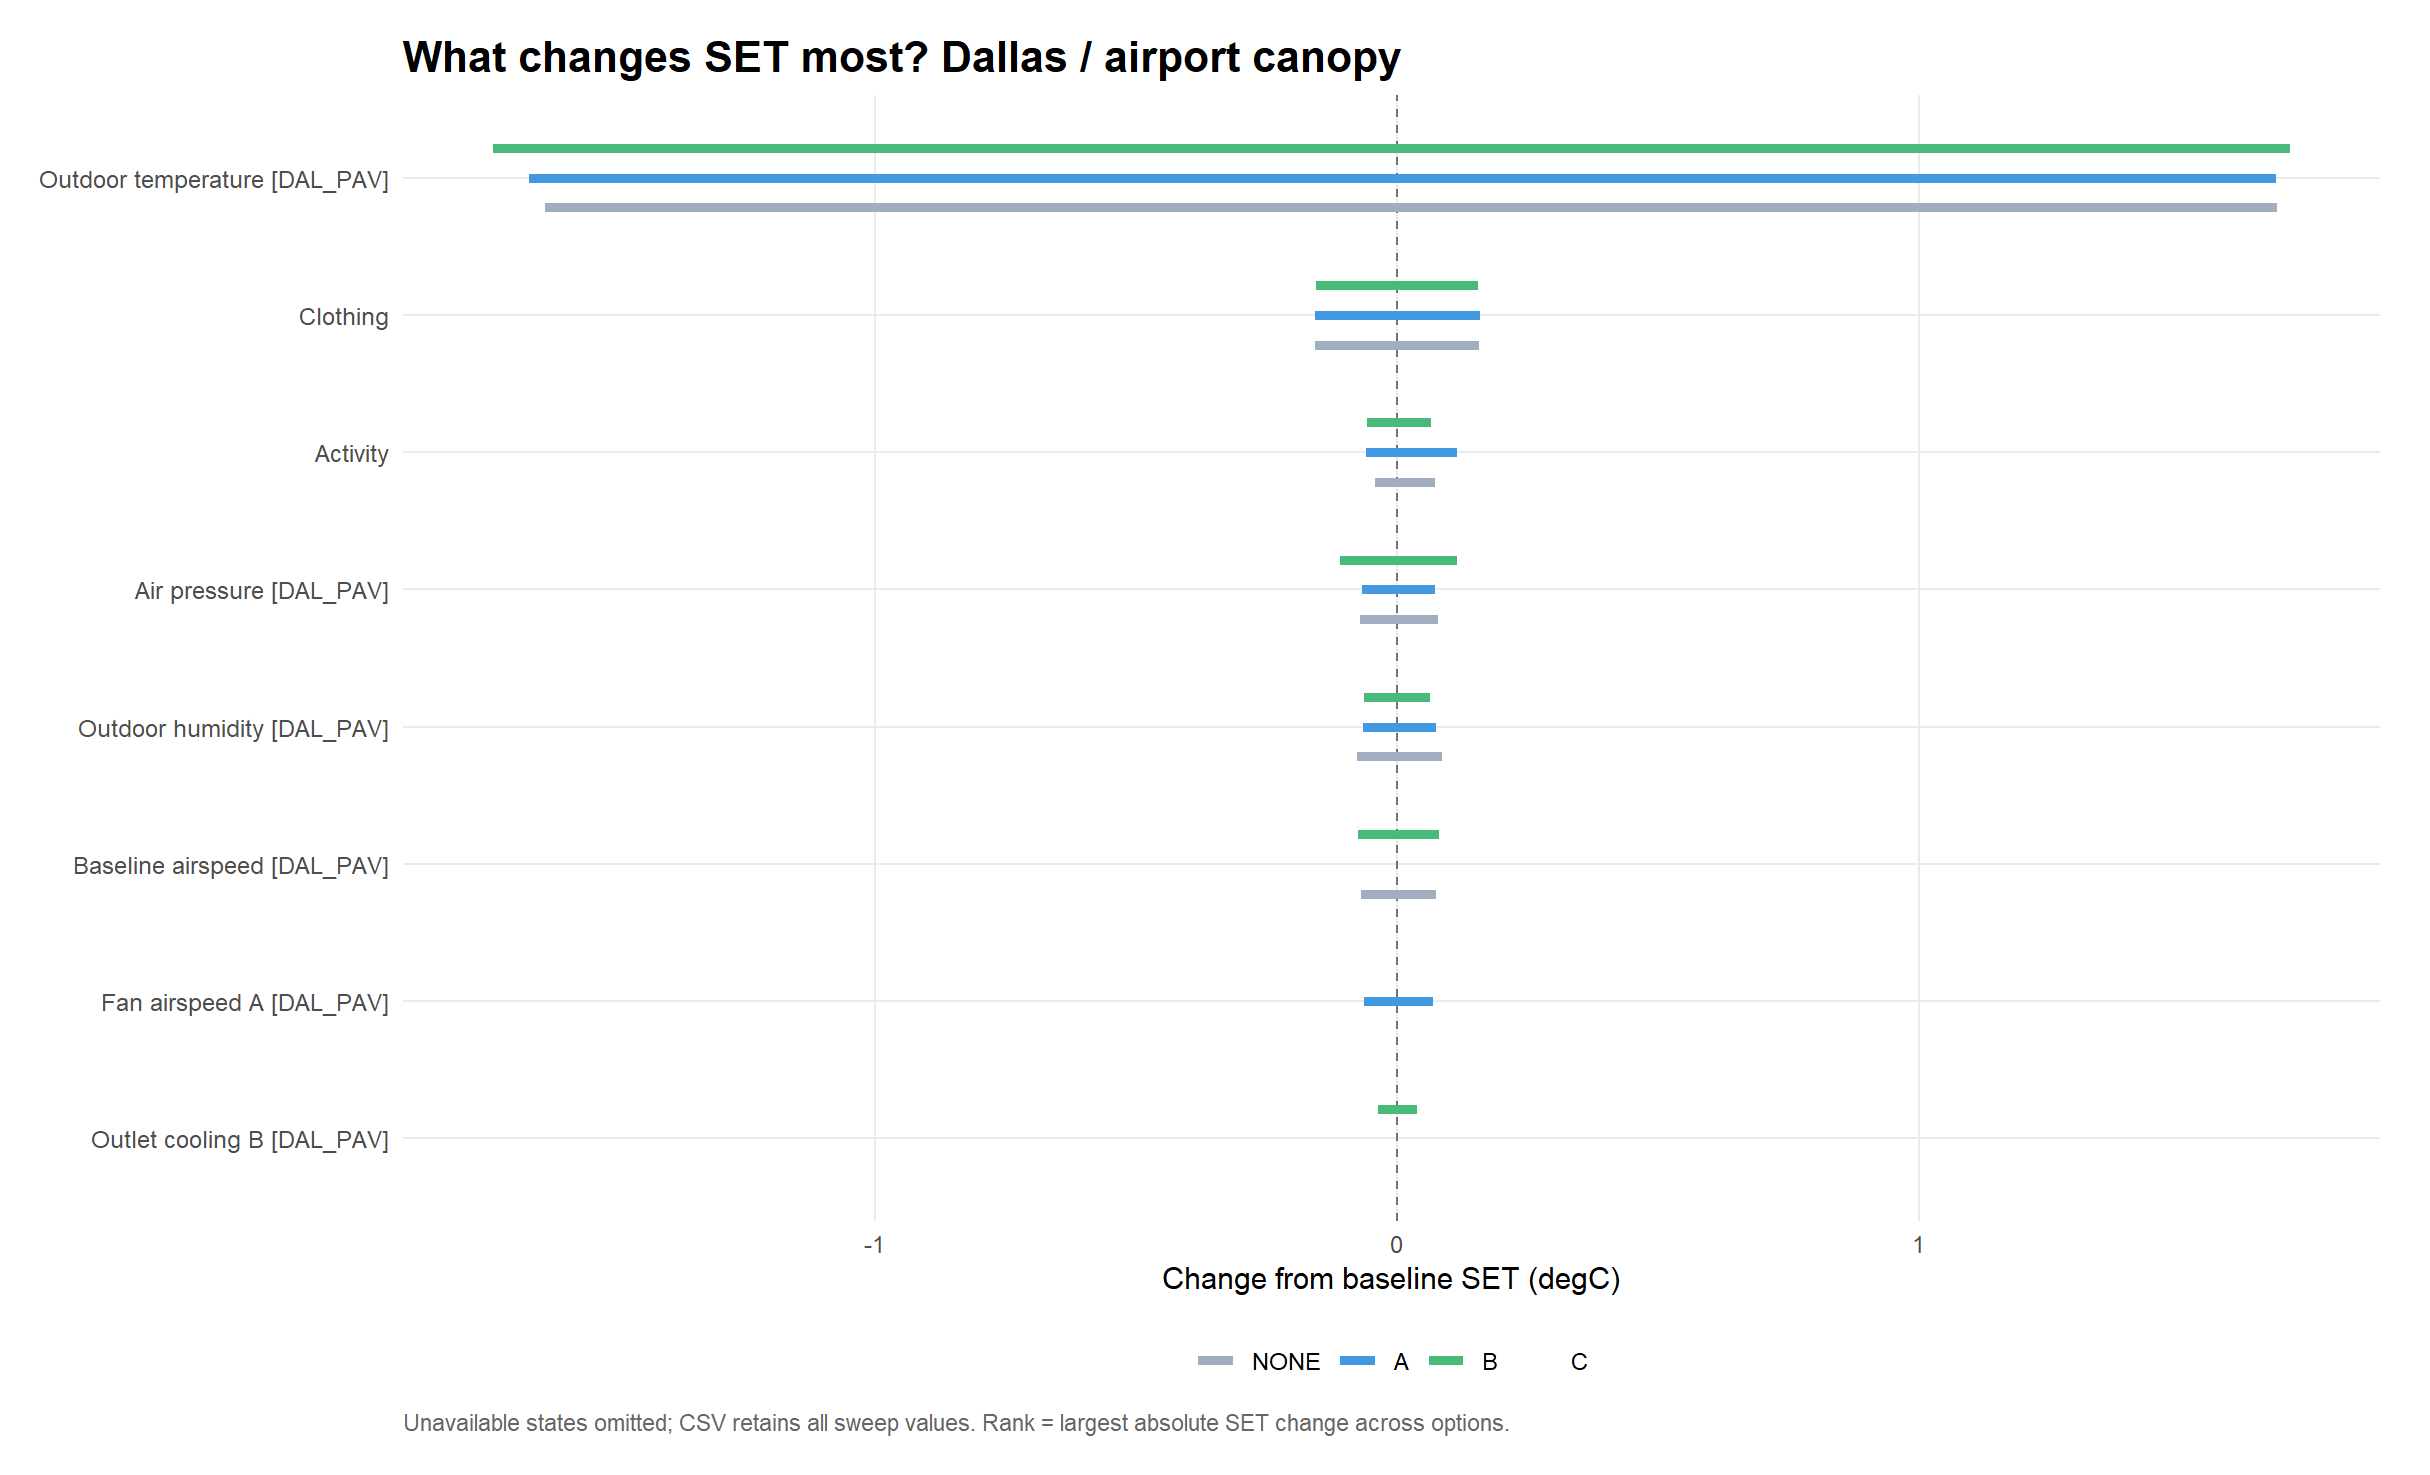 What changes SET most? Dallas / airport canopy
Outdoor temperature [DAL_PAV]
Clothing
Activity
Air pressure [DAL_PAV]
Outdoor humidity [DAL_PAV]
Baseline airspeed [DAL_PAV]
Fan airspeed A [DAL_PAV]
Outlet cooling B [DAL_PAV]
-1 0 1
Change from baseline SET (degC)
NONE A B C
Unavailable states omitted; CSV retains all sweep values. Rank = largest absolute SET change across options.